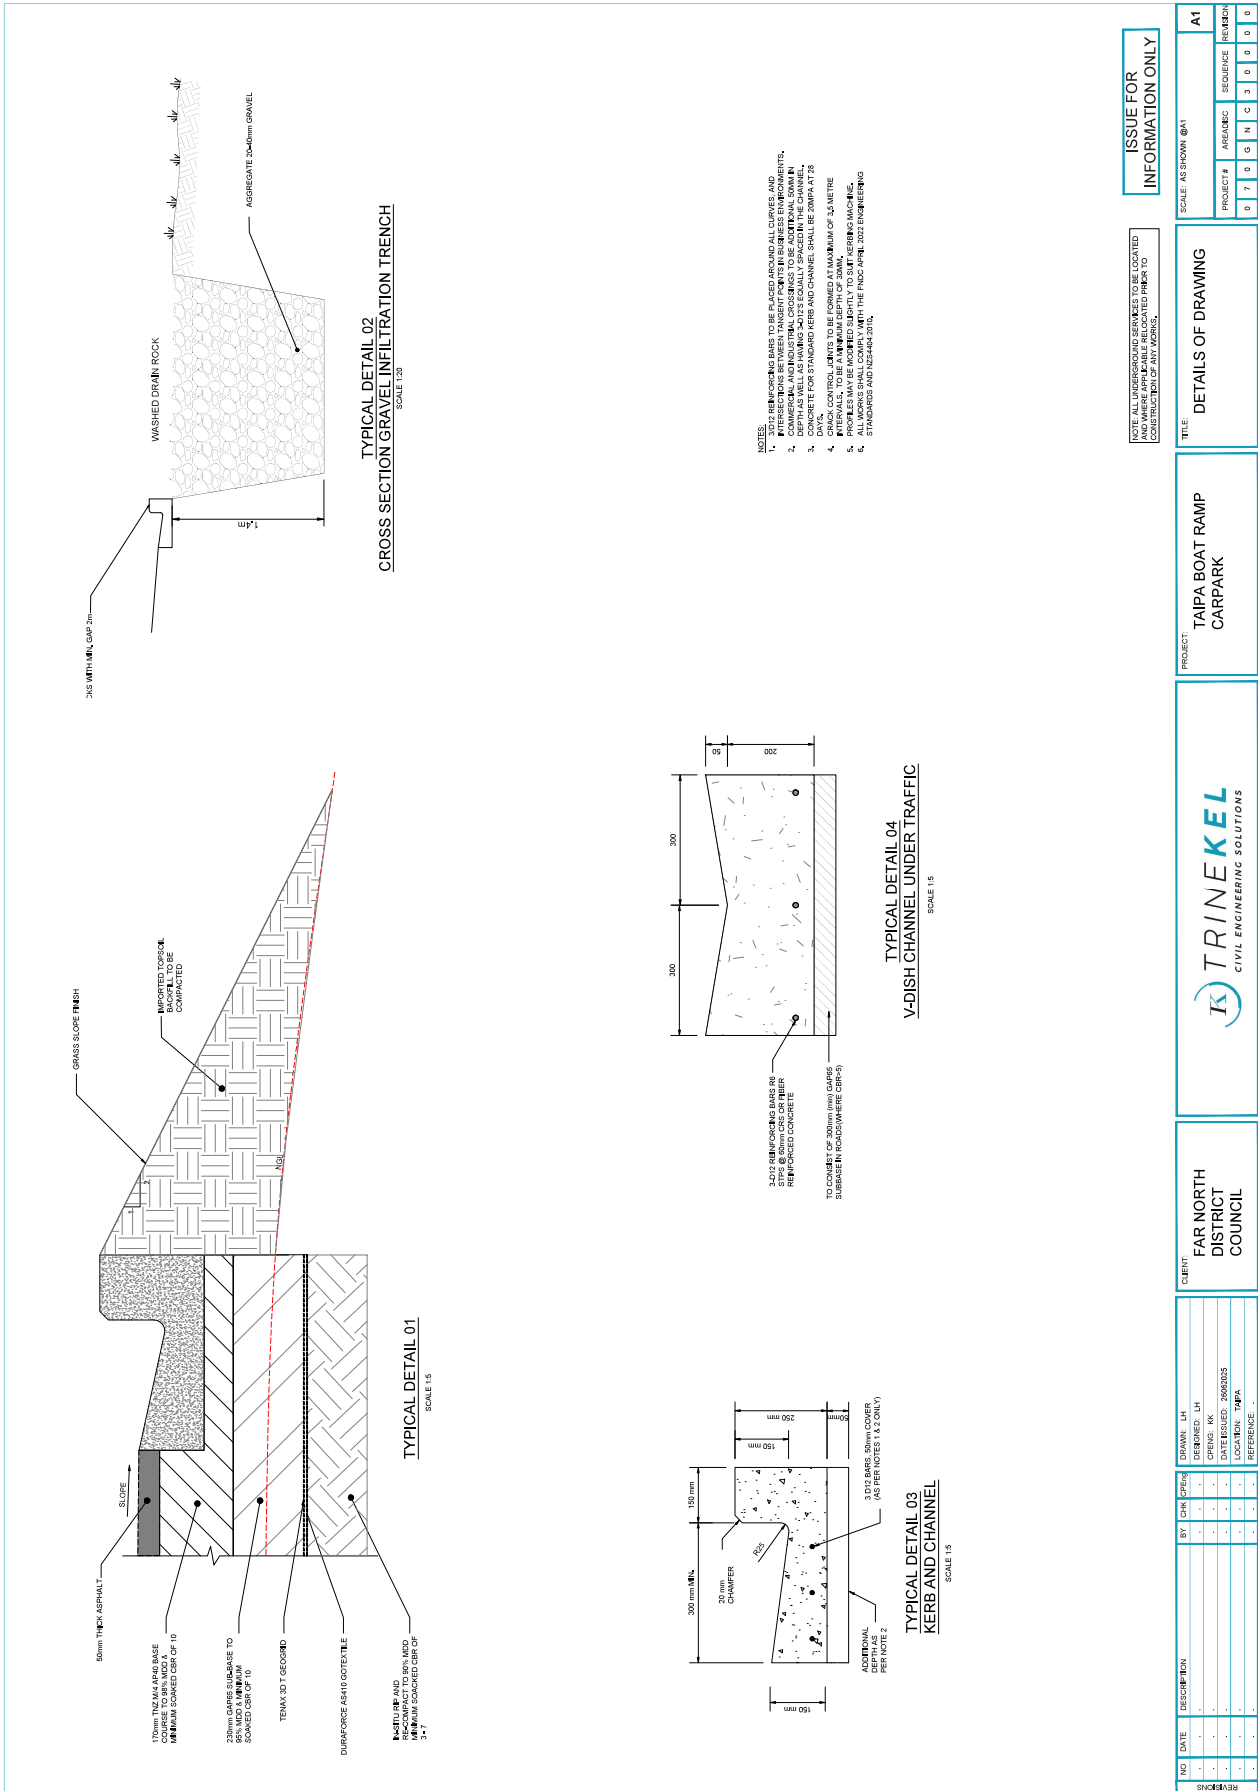 50mm THICK ASPHALT
170mm TNZ M/4 AP40 BASE
COURSE TO 98% MDD &
MINIMUM SOAKED CBR OF 10
230mm GAP65 SUB-BASE TO
95% MDD & MINIMUM
SOAKED CBR OF 10
TENAX 3D T GEOGRID
DURAFORCE AS410 GOTEXTILE
IN-SITU RIP AND
RE-COMPACT TO 90% MDD
MINIMUM SOACKED CBR OF
3 - 7
SLOPE
1
2
NGL
GRASS SLOPE FINISH
IMPORTED TOPSOIL
BACKFILL TO BE
COMPACTED
TYPICAL DETAIL 01
SCALE 1:5
CKS WITH MIN. GAP 2m
WASHED DRAIN ROCK
1.4m
AGGREGATE 20-40mm GRAVEL
TYPICAL DETAIL 02
CROSS SECTION GRAVEL INFILTRATION TRENCH
SCALE 1:20
300 mm MIN.
150 mm
20 mm
CHAMFER
R25
150 mm
150 mm
250 mm
50mm
ADDITIONAL
DEPTH AS
PER NOTE 2
3 D12 BARS, 50mm COVER
(AS PER NOTES 1 & 2 ONLY)
TYPICAL DETAIL 03
KERB AND CHANNEL
SCALE 1:5
300
300
50
200
3-D12 REINFORCING BARS R6
STPS @ 60mm CRS OR FIBER
REINFORCED CONCRETE
TO CONSIST OF 300mm (min) GAP65
SUBBASE IN ROADS(WHERE CBR>5)
TYPICAL DETAIL 04
V-DISH CHANNEL UNDER TRAFFIC
SCALE 1:5
NOTES:
1. 3/D12 REINFORCING BARS TO BE PLACED AROUND ALL CURVES, AND
INTERSECTIONS BETWEEN TANGENT POINTS IN BUSINESS ENVIRONMENTS.
2. COMMERCIAL AND INDUSTRIAL CROSSINGS TO BE ADDITIONAL 50MM IN
DEPTH AS WELL AS HAVING 3-D12'S EQUALLY SPACED IN THE CHANNEL.
3. CONCRETE FOR STANDARD KERB AND CHANNEL SHALL BE 20MPA AT 28
DAYS.
4. CRACK CONTROL JOINTS TO BE FORMED AT MAXIMUM OF 3.5 METRE
INTERVALS, TO BE A MINIMUM DEPTH OF 30MM.
5. PROFILES MAY BE MODIFIED SLIGHTLY TO SUIT KERBING MACHINE.
6. ALL WORKS SHALL COMPLY WITH THE FNDC APRIL 2022 ENGINEERING
STANDARDS AND NZS4404:2010.
NOTE: ALL UNDERGROUND SERVICES TO BE LOCATED
AND WHERE APPLICABLE RELOCATED PRIOR TO
CONSTRUCTION OF ANY WORKS.
ISSUE FOR
INFORMATION ONLY
REVISIONS
NO DATE DESCRIPTION BY CHK CPEng
DRAWN: LH
DESIGNED: LH
CPENG: KK
DATE ISSUED: 26062025
LOCATION: TAIPA
REFERENCE: .
CLIENT:
FAR NORTH
DISTRICT
COUNCIL
TK TRINEKEL
CIVIL ENGINEERING SOLUTIONS
PROJECT:
TAIPA BOAT RAMP
CARPARK
TITLE:
DETAILS OF DRAWING
SCALE: AS SHOWN @A1
A1
PROJECT # AREA DISC SEQUENCE REVISION
0 7 0 G N C 3 0 0 0 0